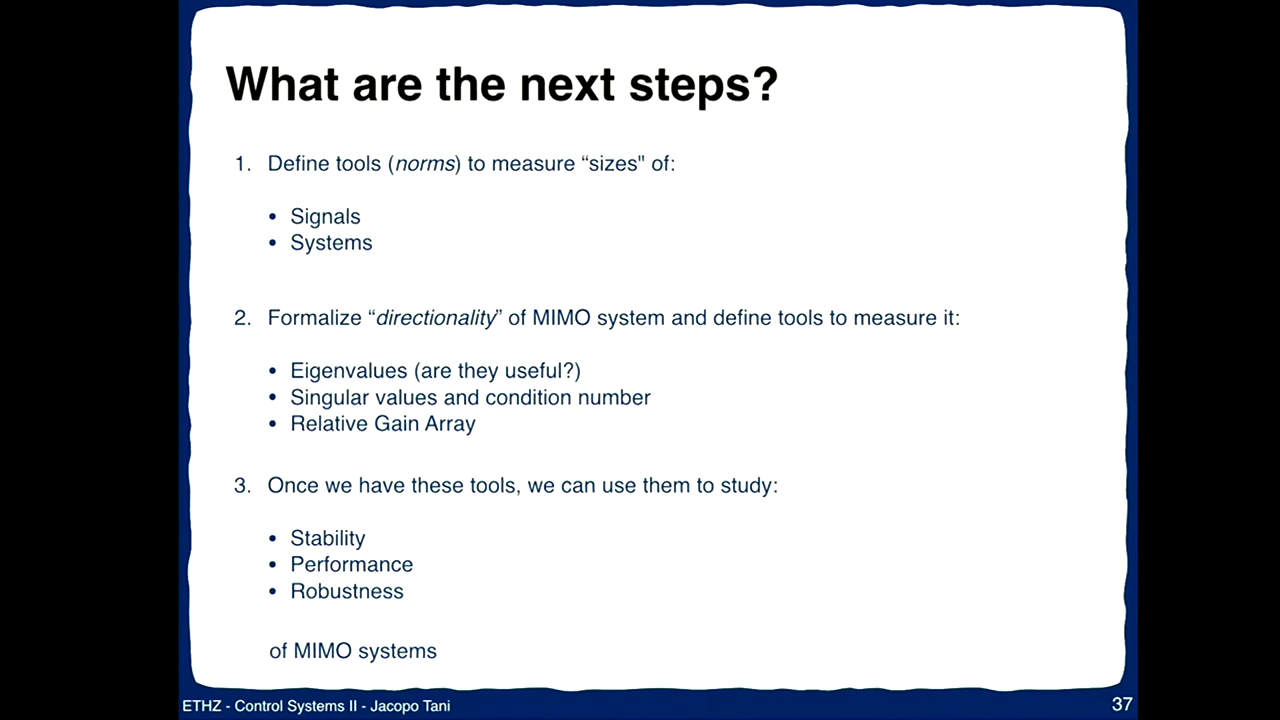 What are the next steps?
1. Define tools (norms) to measure “sizes" of:
• Signals
• Systems
2. Formalize “directionality” of MIMO system and define tools to measure it:
• Eigenvalues (are they useful?)
• Singular values and condition number
• Relative Gain Array
3. Once we have these tools, we can use them to study:
• Stability
• Performance
• Robustness
of MIMO systems
ETHZ - Control Systems II - Jacopo Tani
37